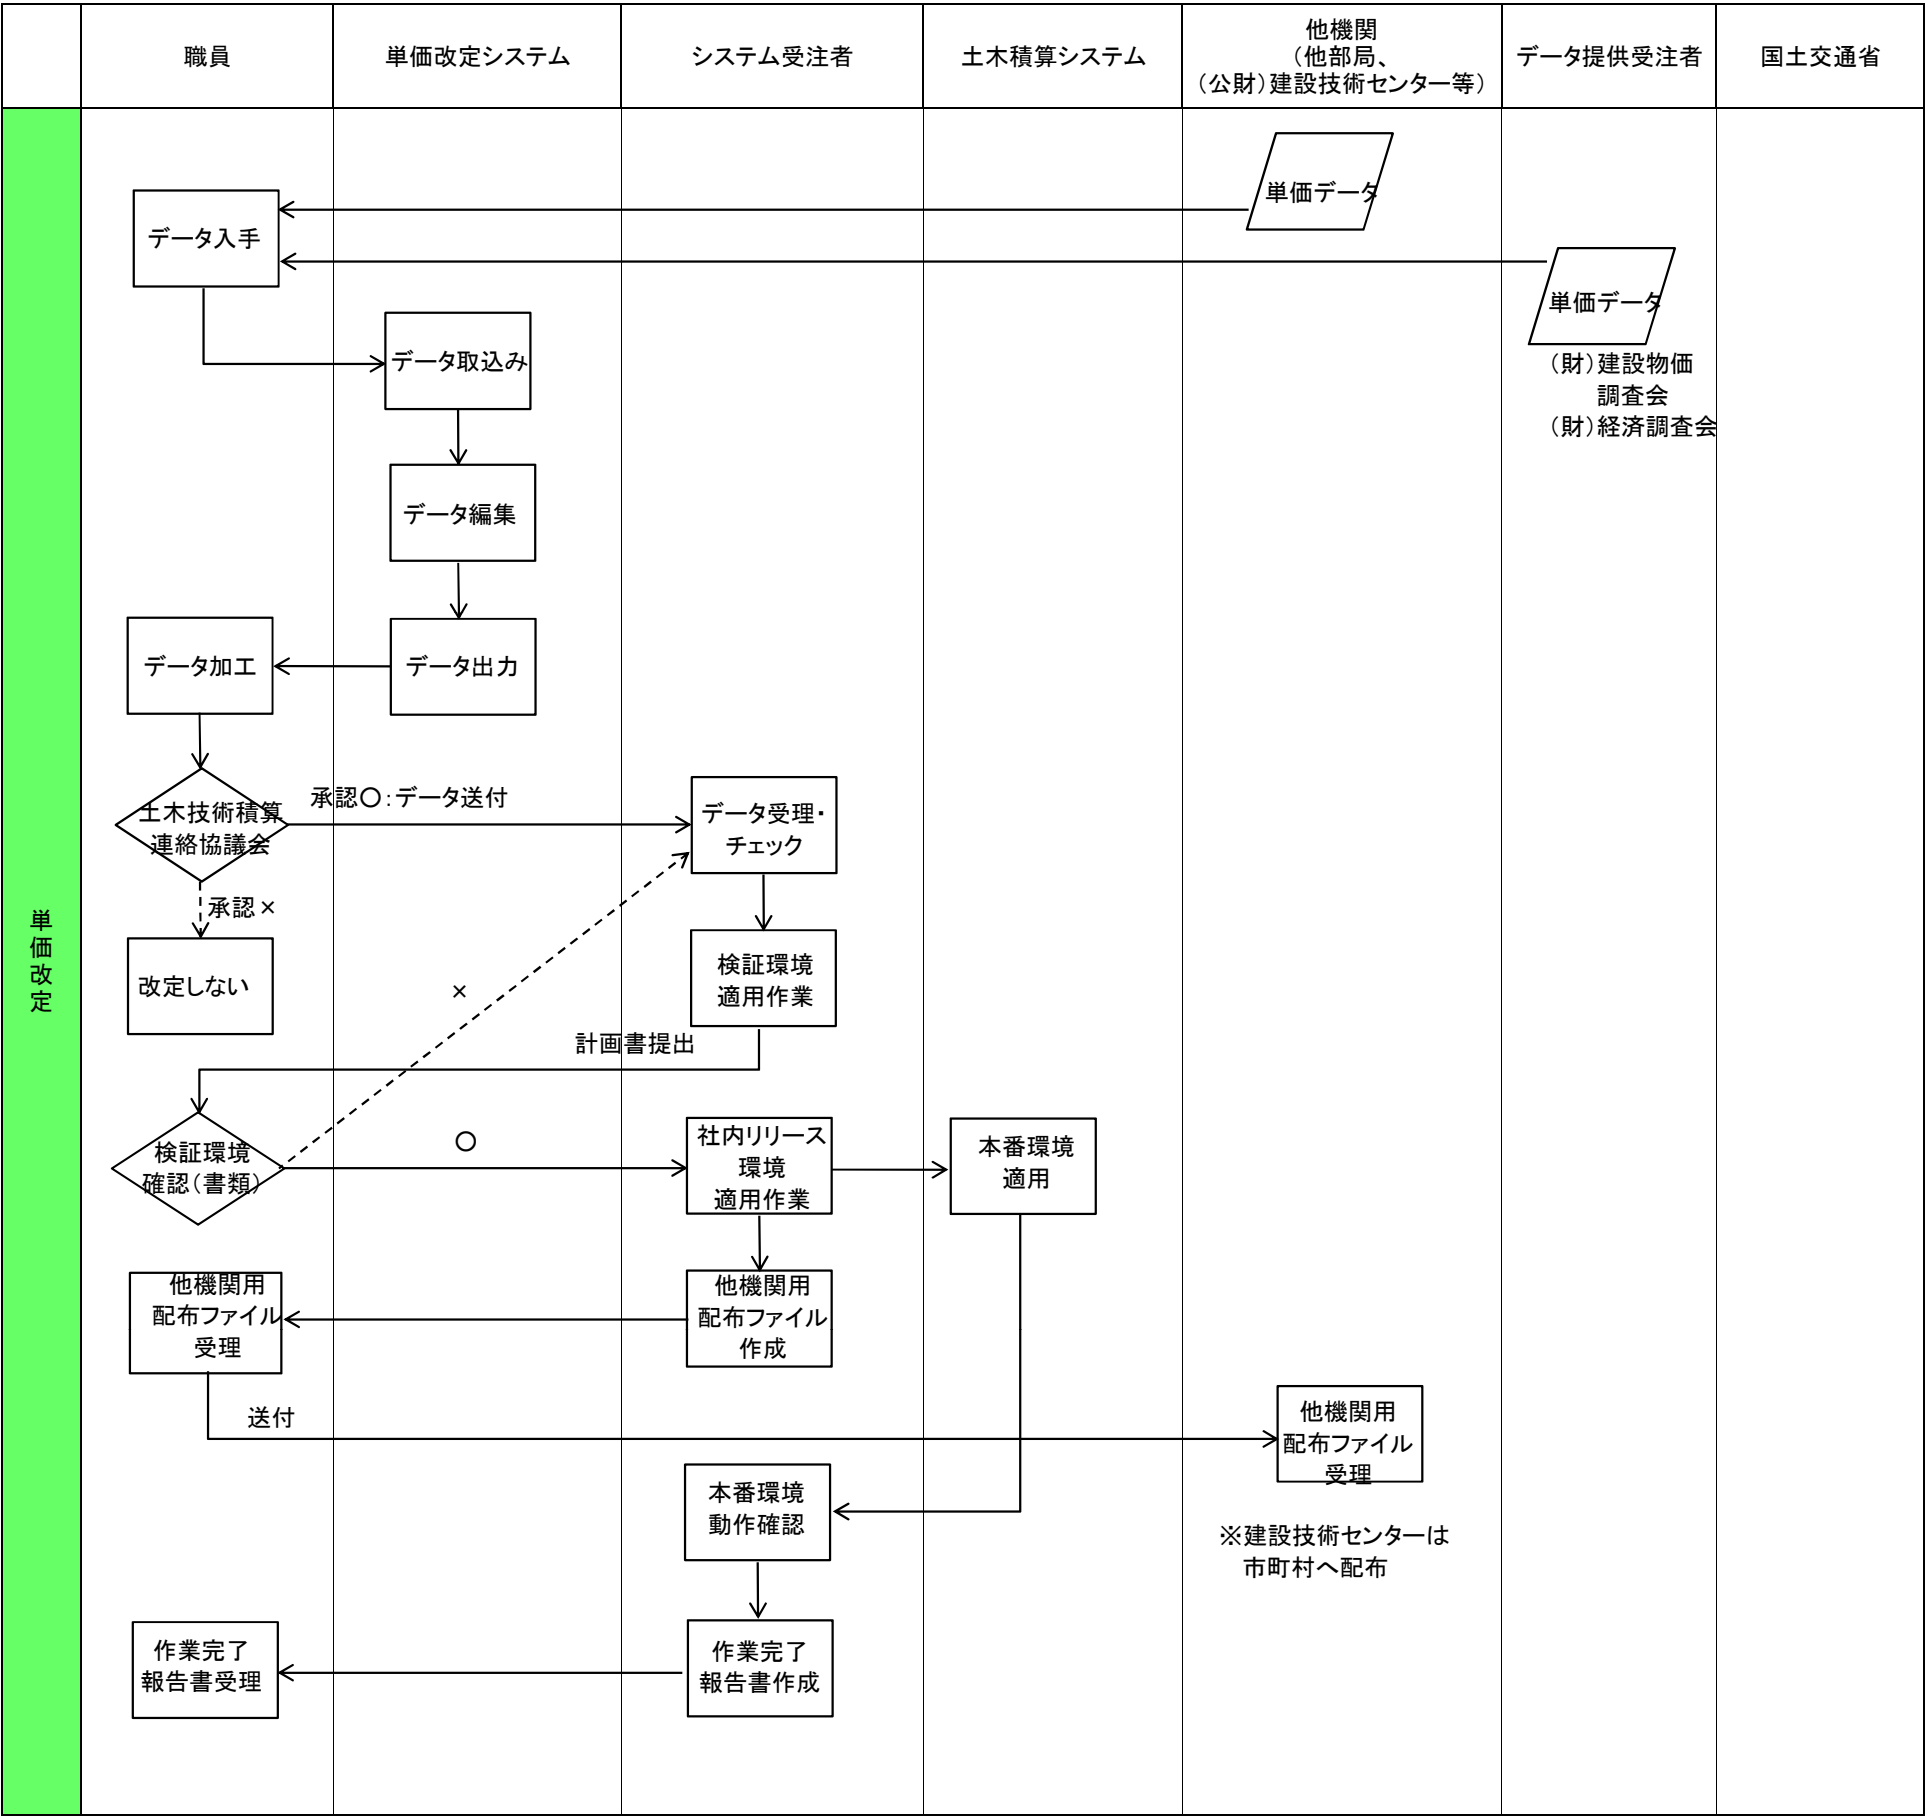 職員
単価改定システム
システム受注者
土木積算システム
他機関
（他部局、
（公財）建設技術センター等）
データ提供受注者
国土交通省
単価改定
単価データ
データ入手
単価データ
（財）建設物価
調査会
（財）経済調査会
データ取込み
データ編集
データ加工
データ出力
土木技術積算
連絡協議会
承認〇：データ送付
データ受理・
チェック
承認×
改定しない
検証環境
適用作業
×
計画書提出
検証環境
確認（書類）
〇
社内リリース
環境
適用作業
本番環境
適用
他機関用
配布ファイル
受理
他機関用
配布ファイル
作成
送付
他機関用
配布ファイル
受理
本番環境
動作確認
※建設技術センターは
市町村へ配布
作業完了
報告書受理
作業完了
報告書作成